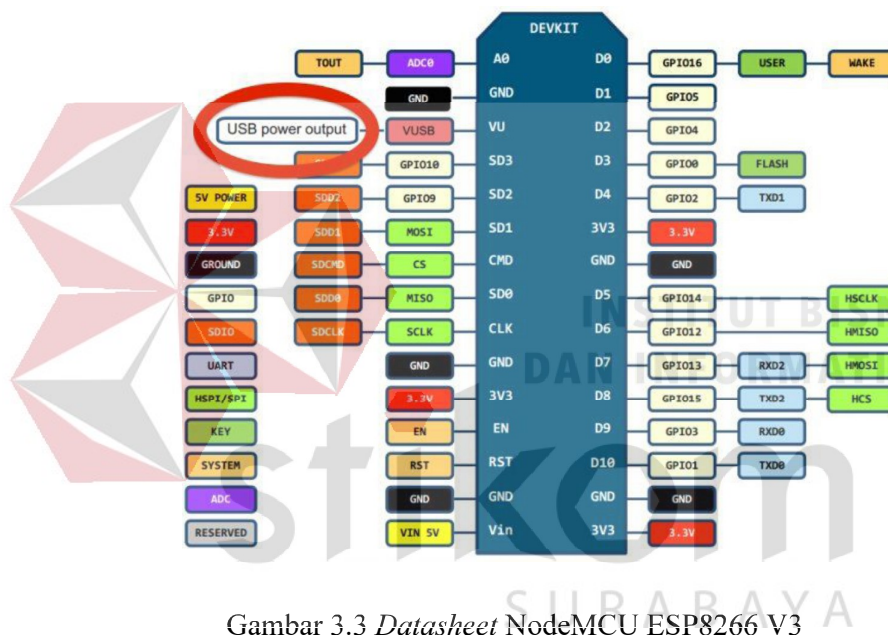 DEVKIT
TOUT ADC0 A0 D0 GPIO16 USER WAKE
GND GND D1 GPIO5
USB power output VUSB VU D2 GPIO4
GPIO10 SD3 D3 GPIO0 FLASH
5V POWER SDD2 GPIO9 SD2 D4 GPIO2 TXD1
3.3V SDD1 MOSI SD1 3V3 3.3V
GROUND SDCMD CS CMD GND GND
GPIO SDD0 MISO SD0 D5 GPIO14 HSCLK
INSTITUT BISN
SDIO SDCLK SCLK CLK D6 GPIO12 HMISO
UART GND GND D7 GPIO13 RXD2 HMOSI
DAN INFORMATI
HSPI/SPI 3.3V 3V3 D8 GPIO15 TXD2 HCS
KEY EN EN D9 GPIO3 RXD0
SYSTEM RST RST D10 GPIO1 TXD0
ADC GND GND GND GND
stikom
RESERVED VIN 5V Vin 3V3 3.3V
SURABAYA
Gambar 3.3 Datasheet NodeMCU ESP8266 V3